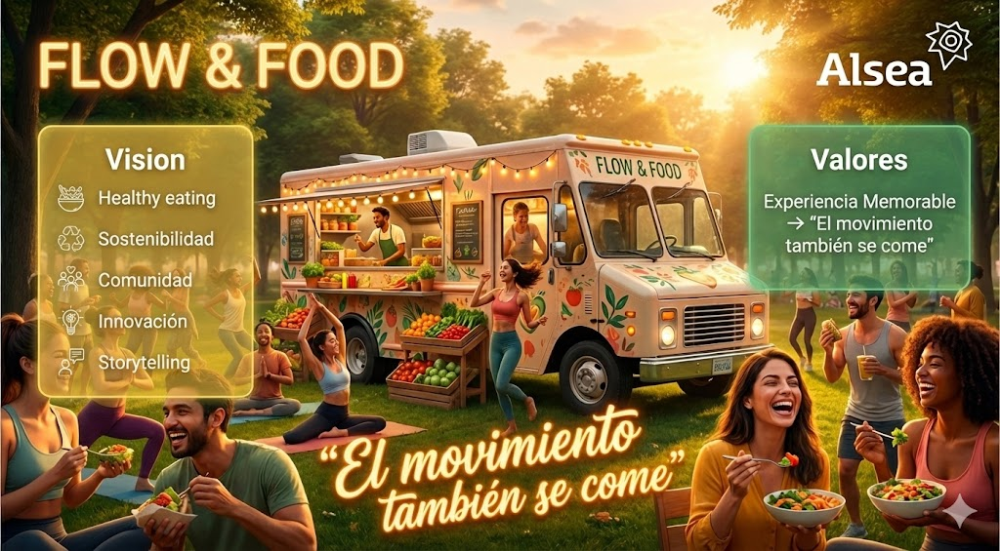 FLOW & FOOD
Alsea
Vision
Healthy eating
Sostenibilidad
Comunidad
Innovación
Storytelling
FLOW & FOOD
Valores
Experiencia Memorable
→ “El movimiento
también se come”
“El movimiento
también se come”